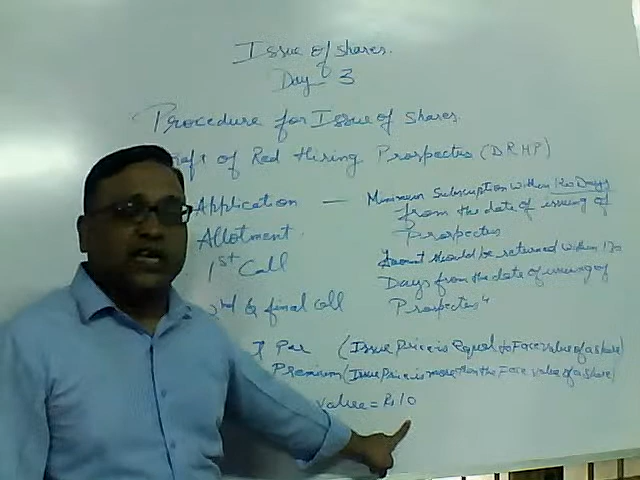 Issue of shares.
Day 3
Procedure for Issue of shares.
Draft of Red Hiring Prospectus (DRHP)
Application — Minimum Subscription within 120 Days
from the date of issuing of
Prospectus
Allotment.
Amount should be returned within 130
1st Call
Days from the date of issuing of
Prospectus"
2nd & final call
Par (Issue Price is Equal to Face value of a share)
Premium (Issue Price is more than the Face value of a share)
value = Rs 10